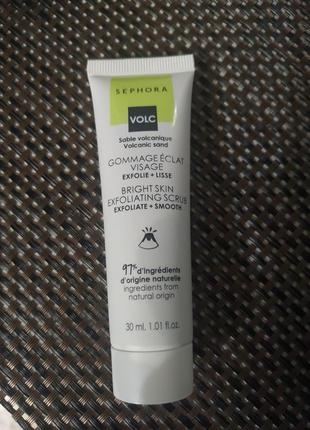 SEPHORA
VOLC
Sable volcanique
Volcanic sand
GOMMAGE ÉCLAT
VISAGE
EXFOLIE + LISSE
BRIGHT SKIN
EXFOLIATING SCRUB
EXFOLIATE + SMOOTH
97% d'ingrédients
d'origine naturelle
ingredients from
natural origin
30 ml. 1.01 fl.oz.